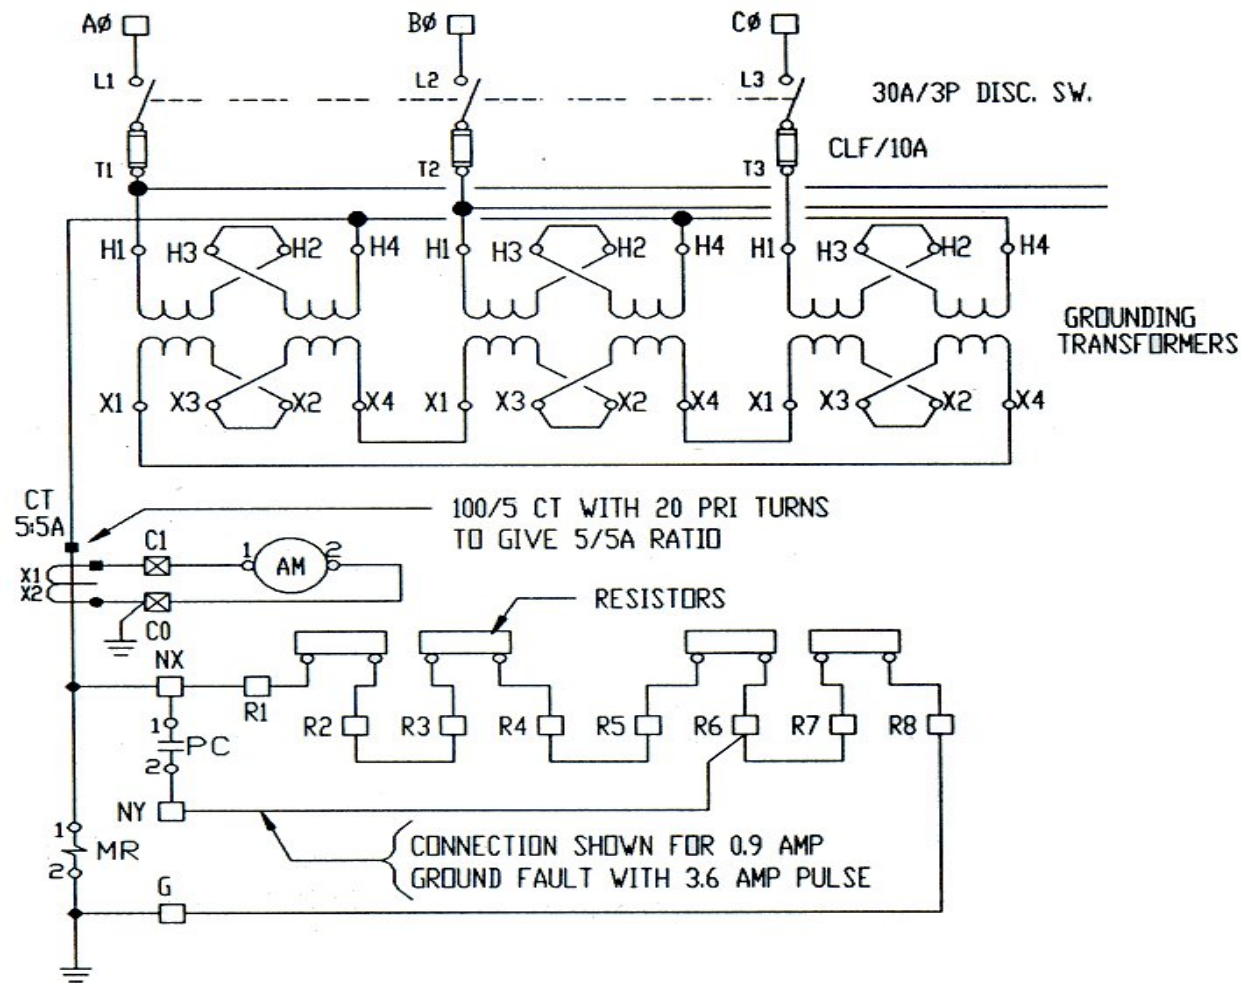 AØ BØ CØ
L1 L2 L3
30A/3P DISC. SW.
CLF/10A
T1 T2 T3
H1 H3 H2 H4 H1 H3 H2 H4 H1 H3 H2 H4
GROUNDING
TRANSFORMERS
X1 X3 X2 X4 X1 X3 X2 X4 X1 X3 X2 X4
CT
5:5A
100/5 CT WITH 20 PRI TURNS
TO GIVE 5/5A RATIO
C1
1 AM 2
X1
X2
C0
RESISTORS
NX
R1
R2 R3 R4 R5 R6 R7 R8
1
PC
2
NY
1
MR
2
CONNECTION SHOWN FOR 0.9 AMP
GROUND FAULT WITH 3.6 AMP PULSE
G